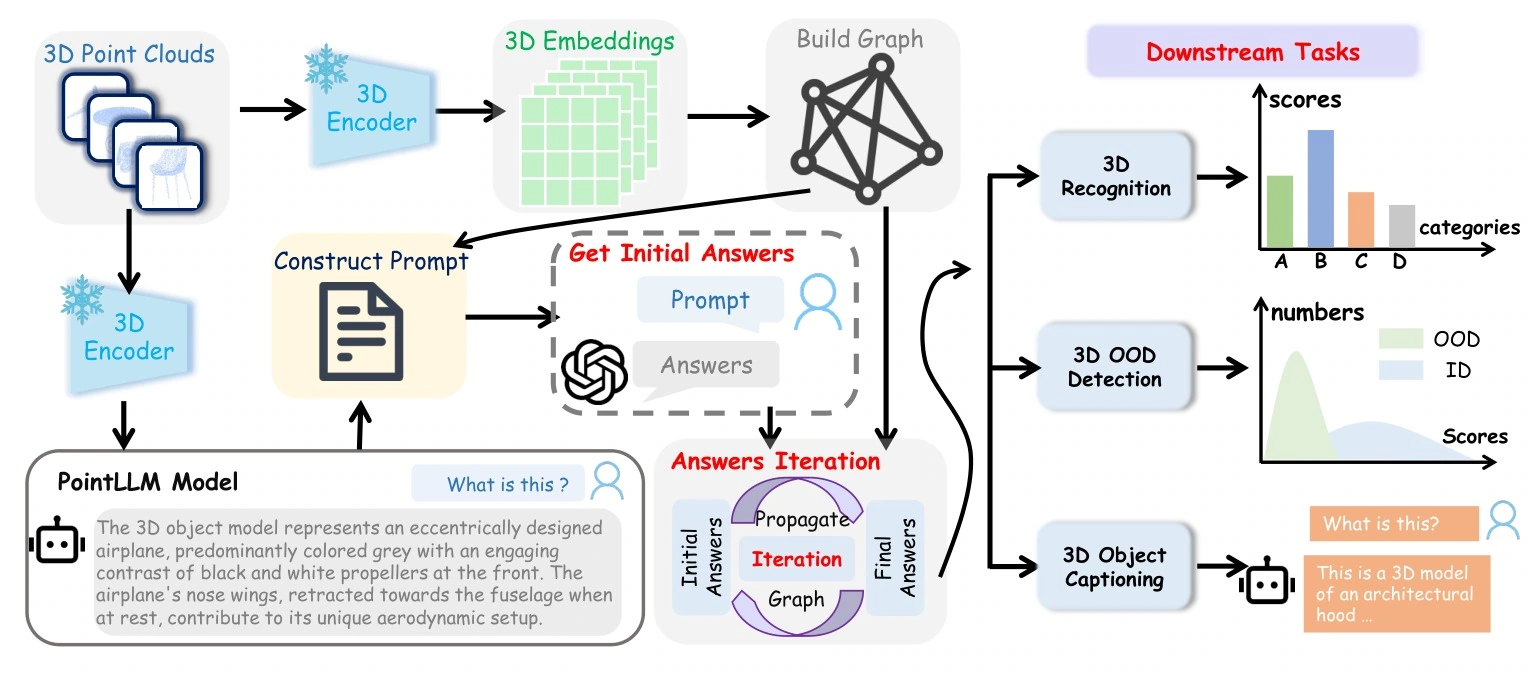 3D Point Clouds
3D
Encoder
3D Embeddings
Build Graph
3D
Encoder
Construct Prompt
Get Initial Answers
Prompt
Answers
PointLLM Model
What is this ?
The 3D object model represents an eccentrically designed
airplane, predominantly colored grey with an engaging
contrast of black and white propellers at the front. The
airplane's nose wings, retracted towards the fuselage when
at rest, contribute to its unique aerodynamic setup.
Answers Iteration
Initial
Answers
Propagate
Iteration
Graph
Final
Answers
Downstream Tasks
3D
Recognition
scores
categories
A B C D
3D OOD
Detection
numbers
OOD
ID
Scores
3D Object
Captioning
What is this?
This is a 3D model
of an architectural
hood ...